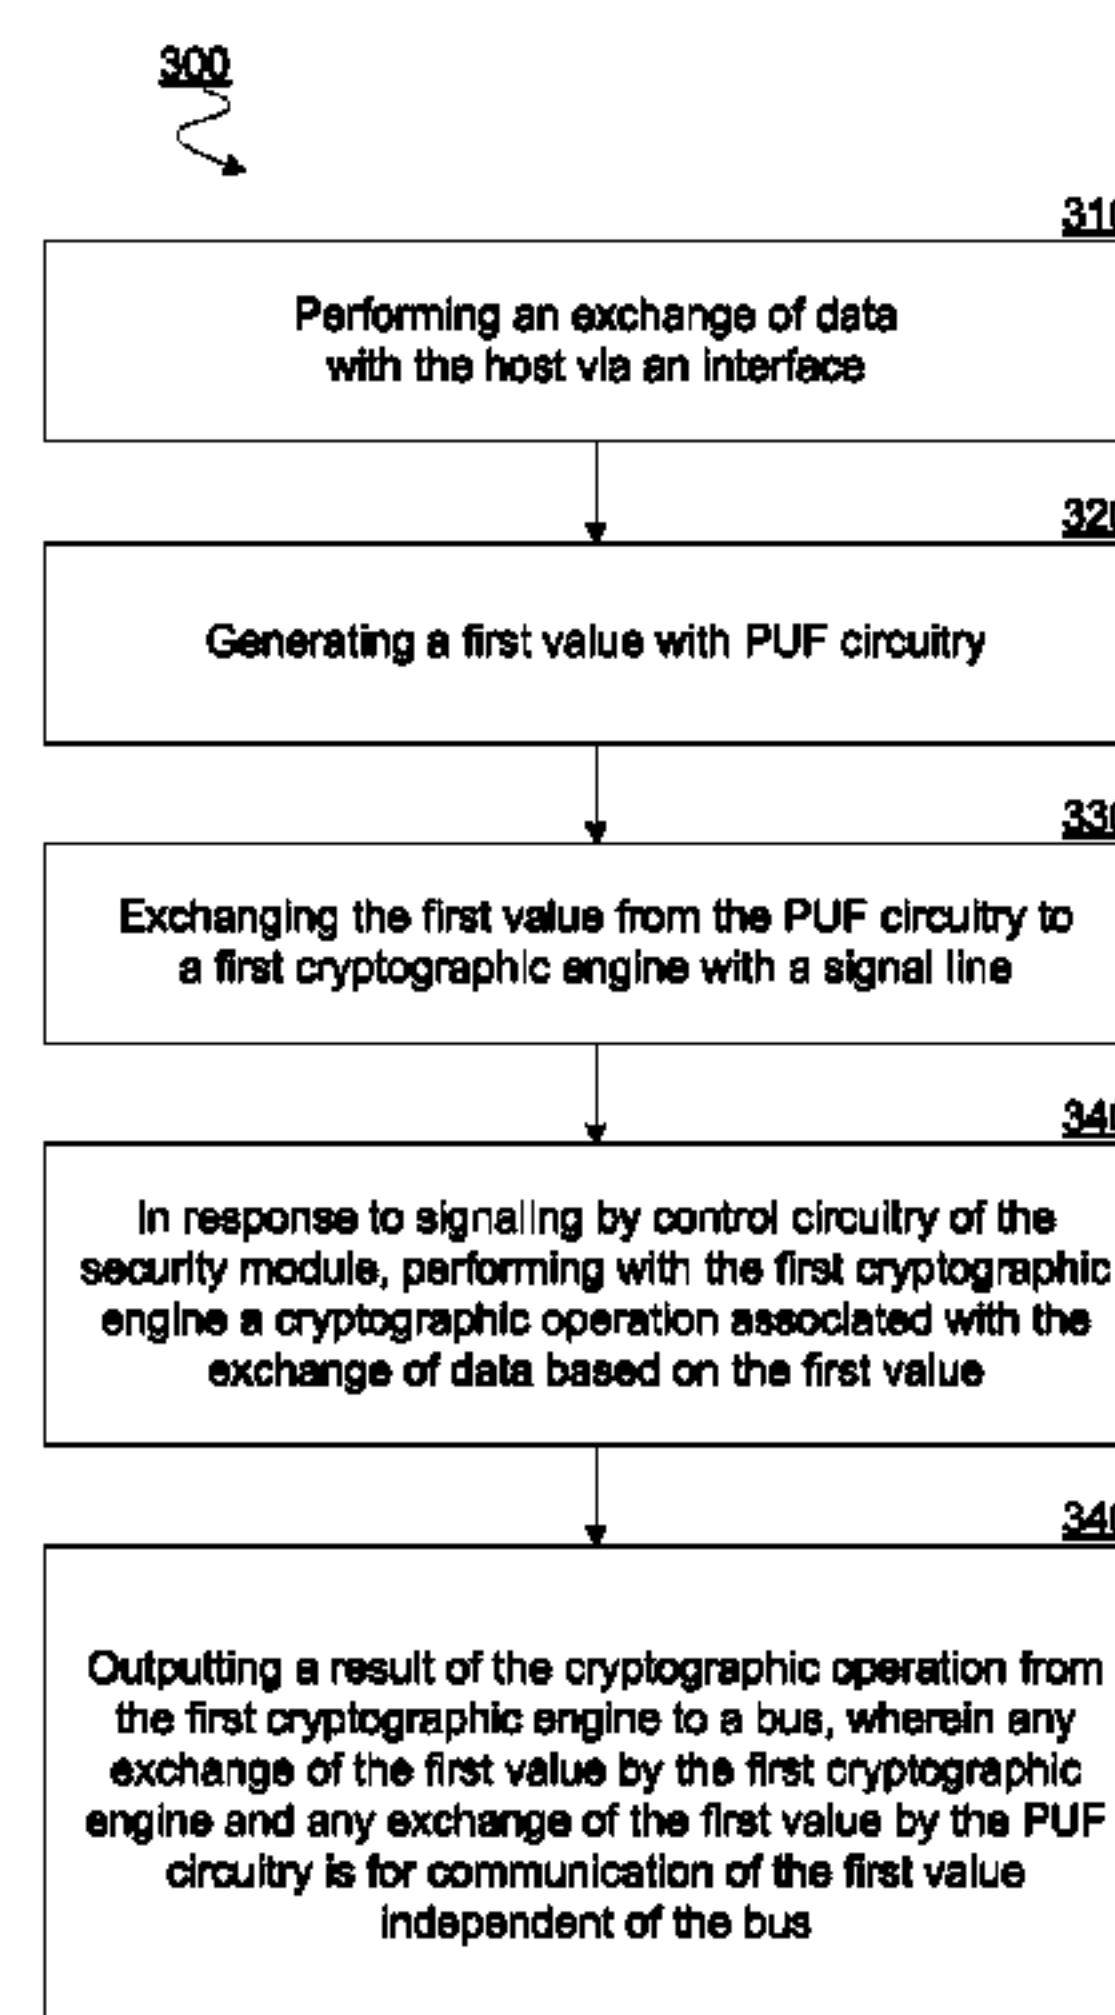 300
Performing an exchange of data
with the host via an interface
Generating a first value with PUF circuitry
Exchanging the first value from the PUF circuitry to
a first cryptographic engine with a signal line
In response to signaling by control circuitry of the
security module, performing with the first cryptographic
engine a cryptographic operation associated with the
exchange of data based on the first value
Outputting a result of the cryptographic operation from
the first cryptographic engine to a bus, wherein any
exchange of the first value by the first cryptographic
engine and any exchange of the first value by the PUF
circuitry is for communication of the first value
independent of the bus